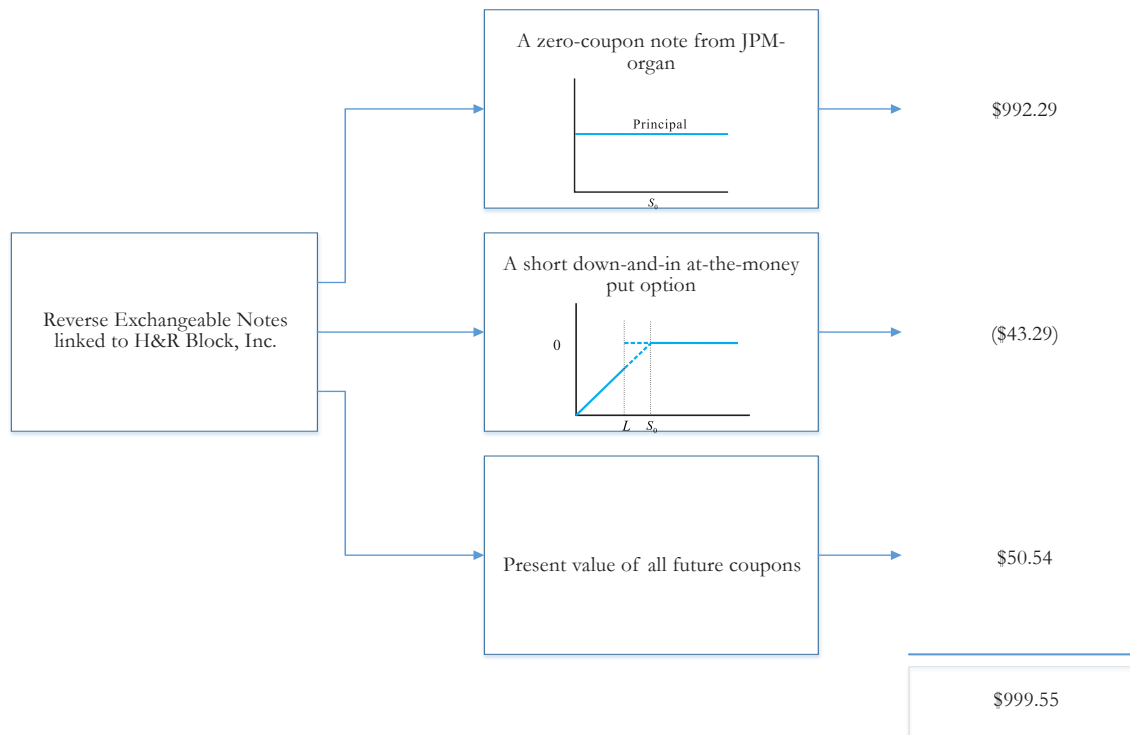 A zero-coupon note from JPM-
organ
Principal
S₀
$992.29
Reverse Exchangeable Notes
linked to H&R Block, Inc.
A short down-and-in at-the-money
put option
0
L S₀
($43.29)
Present value of all future coupons
$50.54
$999.55